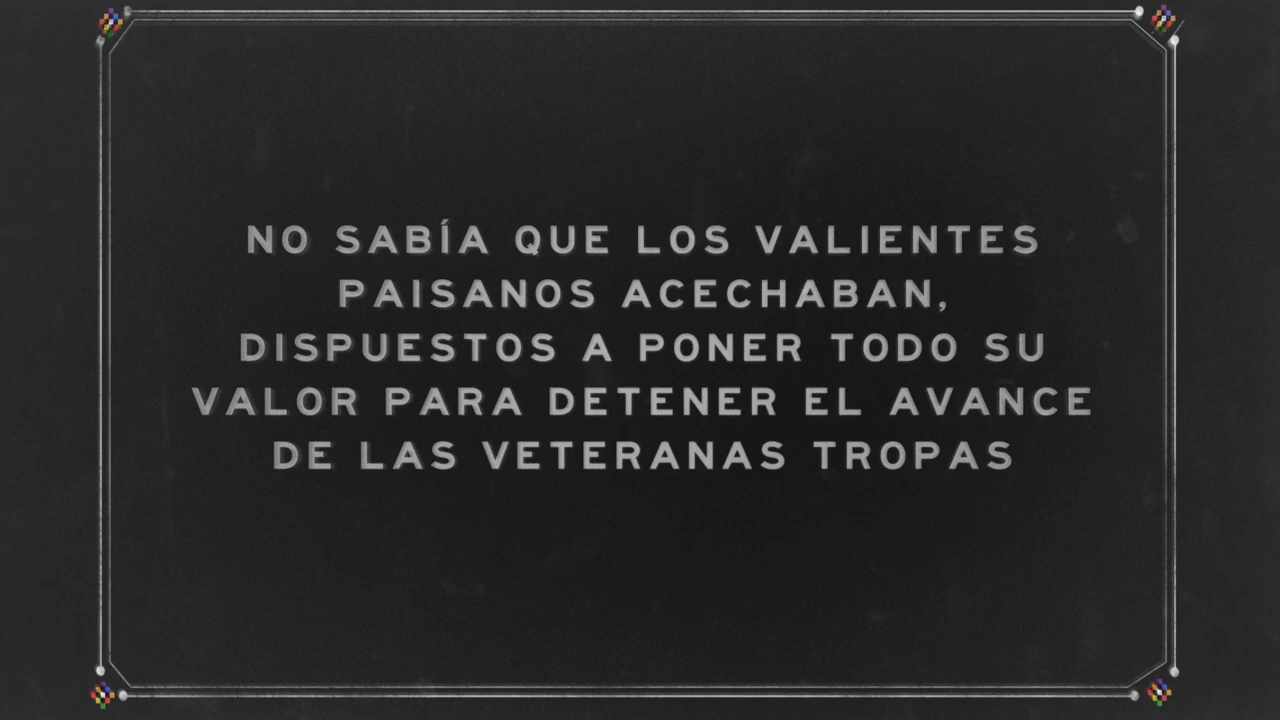 NO SABÍA QUE LOS VALIENTES
PAISANOS ACECHABAN,
DISPUESTOS A PONER TODO SU
VALOR PARA DETENER EL AVANCE
DE LAS VETERANAS TROPAS